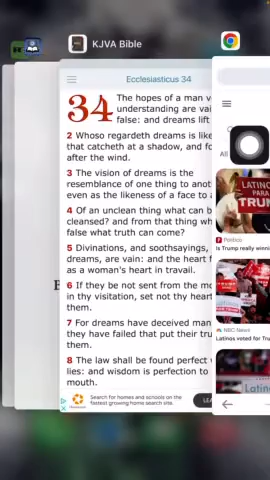 KJVA Bible
Ecclesiasticus 34
34 The hopes of a man v
understanding are vai
false: and dreams lift
2 Whoso regardeth dreams is like
that catcheth at a shadow, and fo
after the wind.
3 The vision of dreams is the
resemblance of one thing to anot
even as the likeness of a face to a
4 Of an unclean thing what can b
cleansed? and from that thing wh
false what truth can come?
5 Divinations, and soothsayings,
dreams, are vain: and the heart f
as a woman's heart in travail.
6 If they be not sent from the mo
in thy visitation, set not thy heart
them.
7 For dreams have deceived man
they have failed that put their tru
them.
8 The law shall be found perfect
lies: and wisdom is perfection to
mouth.
Search for homes and schools on the
fastest growing home search site.
LEA
All
LATINOS
PARA
TRUM
Politico
Is Trump really winni
NBC News
Latinos voted for Tru
LATIN